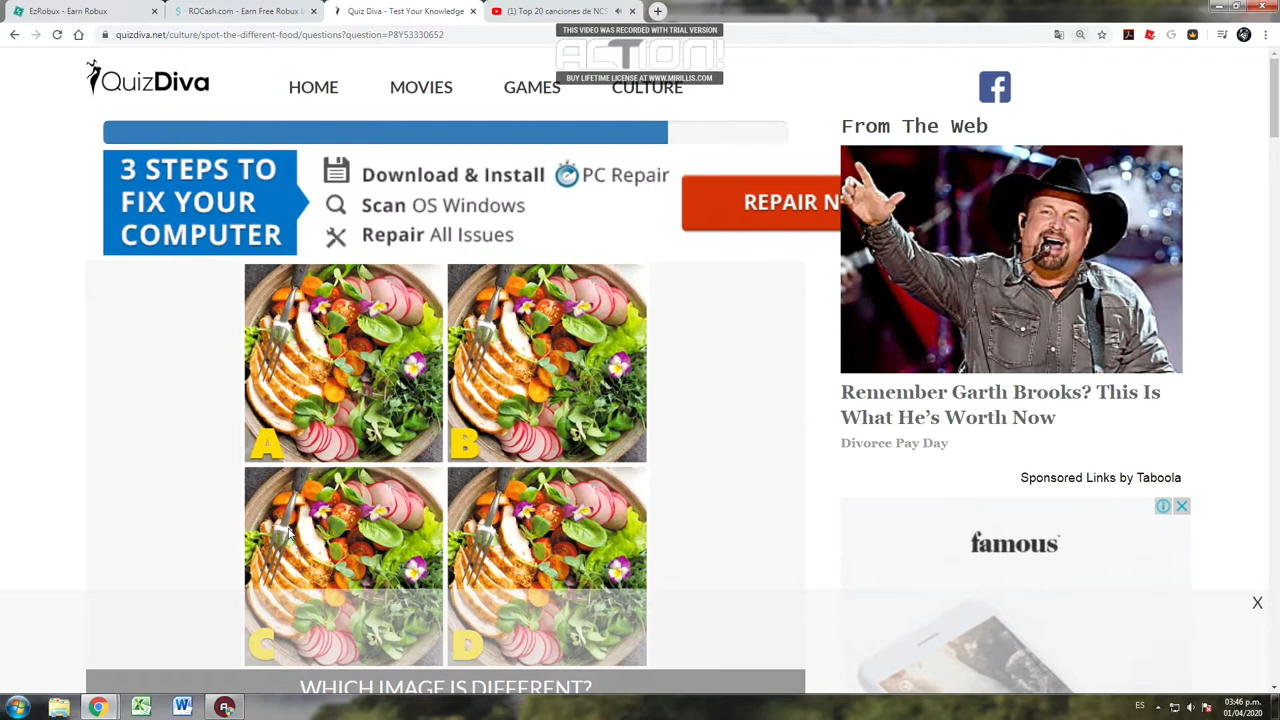 EzRobux - Earn Robux
ROCash.com - Earn Free Robux
Quiz Diva - Test Your Knowledge
(1) Top 20 canciones de NCS
THIS VIDEO WAS RECORDED WITH TRIAL VERSION
ACTION!
BUY LIFETIME LICENSE AT WWW.MIRILLIS.COM
quizdiva.net/culture/spot-the-different-food/questions?question=P8Y53330652
QuizDiva
HOME
MOVIES
GAMES
CULTURE
From The Web
3 STEPS TO
FIX YOUR
COMPUTER
Download & Install
PC Repair
Scan OS Windows
Repair All Issues
REPAIR N
A
B
C
D
WHICH IMAGE IS DIFFERENT?
Remember Garth Brooks? This Is
What He's Worth Now
Divorce Pay Day
Sponsored Links by Taboola
famous
X
ES
03:46 p.m.
01/04/2020